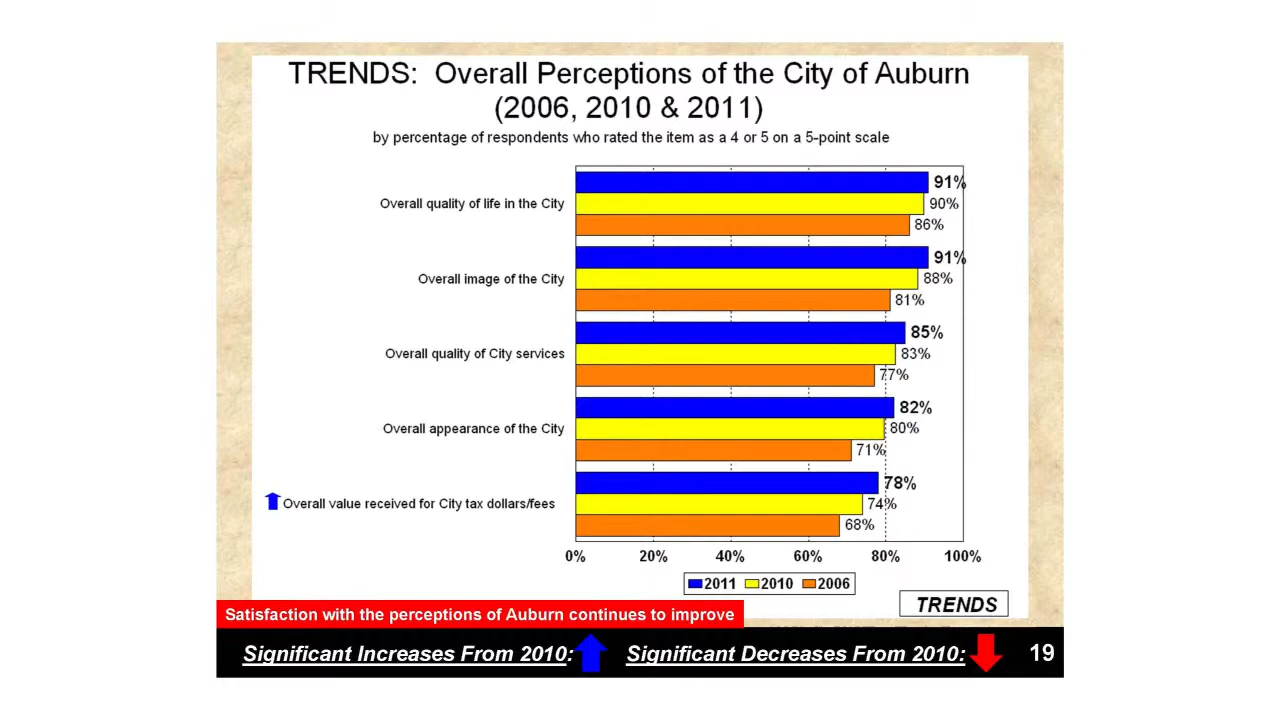 TRENDS: Overall Perceptions of the City of Auburn
(2006, 2010 & 2011)
by percentage of respondents who rated the item as a 4 or 5 on a 5-point scale
91%
Overall quality of life in the City 90%
86%
91%
Overall image of the City 88%
81%
85%
Overall quality of City services 83%
77%
82%
Overall appearance of the City 80%
71%
78%
Overall value received for City tax dollars/fees 74%
68%
0% 20% 40% 60% 80% 100%
2011 2010 2006
TRENDS
Satisfaction with the perceptions of Auburn continues to improve
Significant Increases From 2010: Significant Decreases From 2010: 19